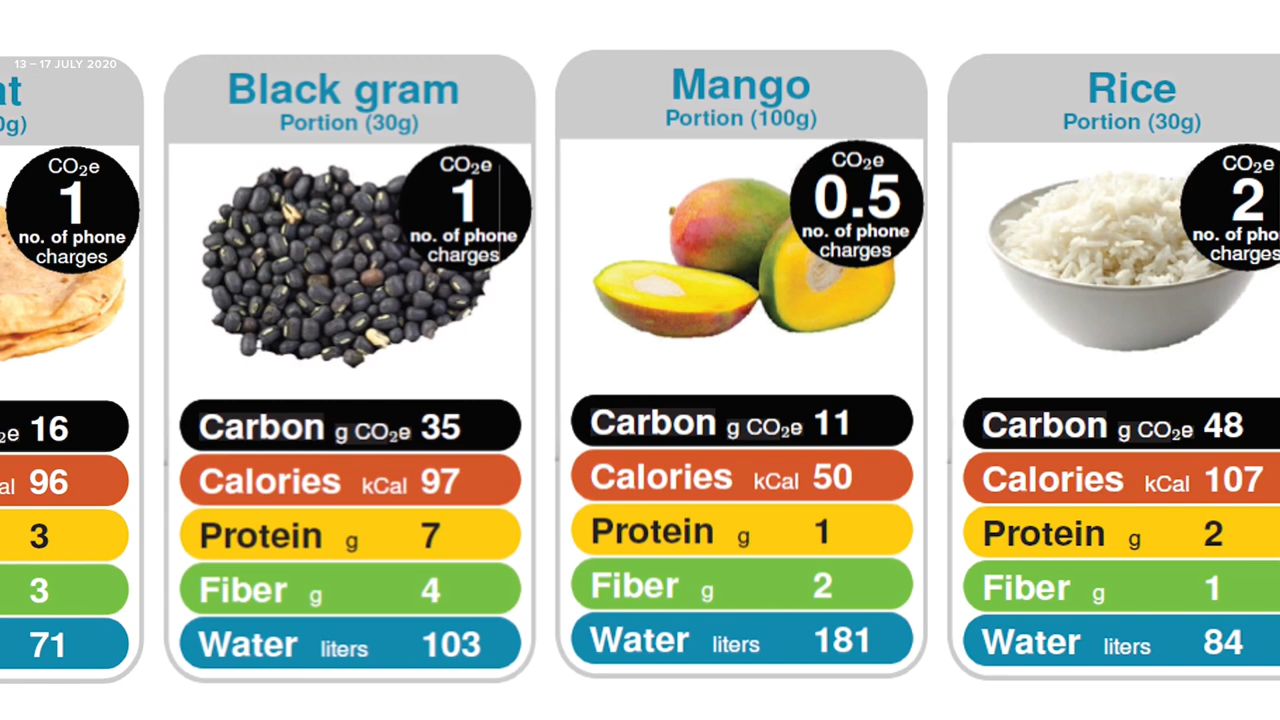 13 – 17 JULY 2020
CO₂e
1
no. of phone
charges
16
96
3
3
71
Black gram
Portion (30g)
CO₂e
1
no. of phone
charges
Carbon g CO₂e 35
Calories kCal 97
Protein g 7
Fiber g 4
Water liters 103
Mango
Portion (100g)
CO₂e
0.5
no. of phone
charges
Carbon g CO₂e 11
Calories kCal 50
Protein g 1
Fiber g 2
Water liters 181
Rice
Portion (30g)
CO₂e
2
no. of pho
charges
Carbon g CO₂e 48
Calories kCal 107
Protein g 2
Fiber g 1
Water liters 84